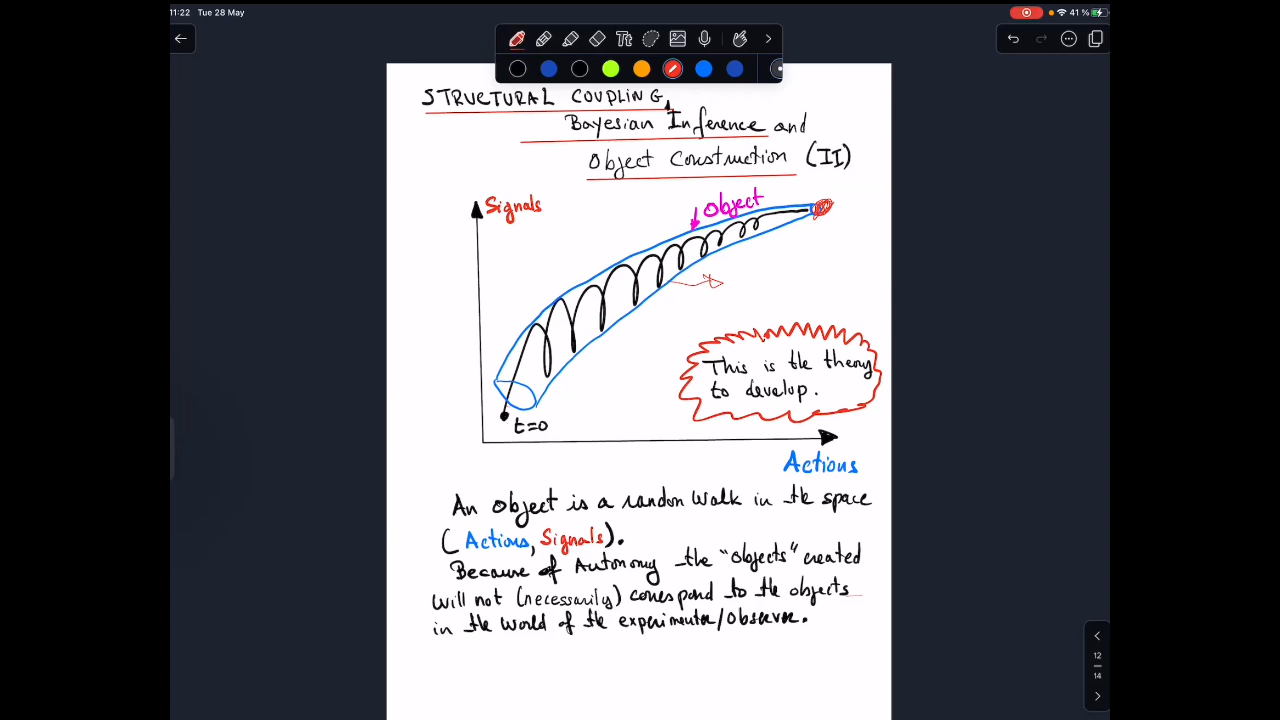 11:22 Tue 28 May
41 %
STRUCTURAL COUPLING,
Bayesian Inference and
Object Construction (II)
Signals
Object
This is the theory
to develop.
t=0
Actions
An object is a random walk in the space
(Actions, Signals).
Because of Autonomy the "objects" created
will not (necessarily) correspond to the objects
in the world of the experimenter/observer.
12
14